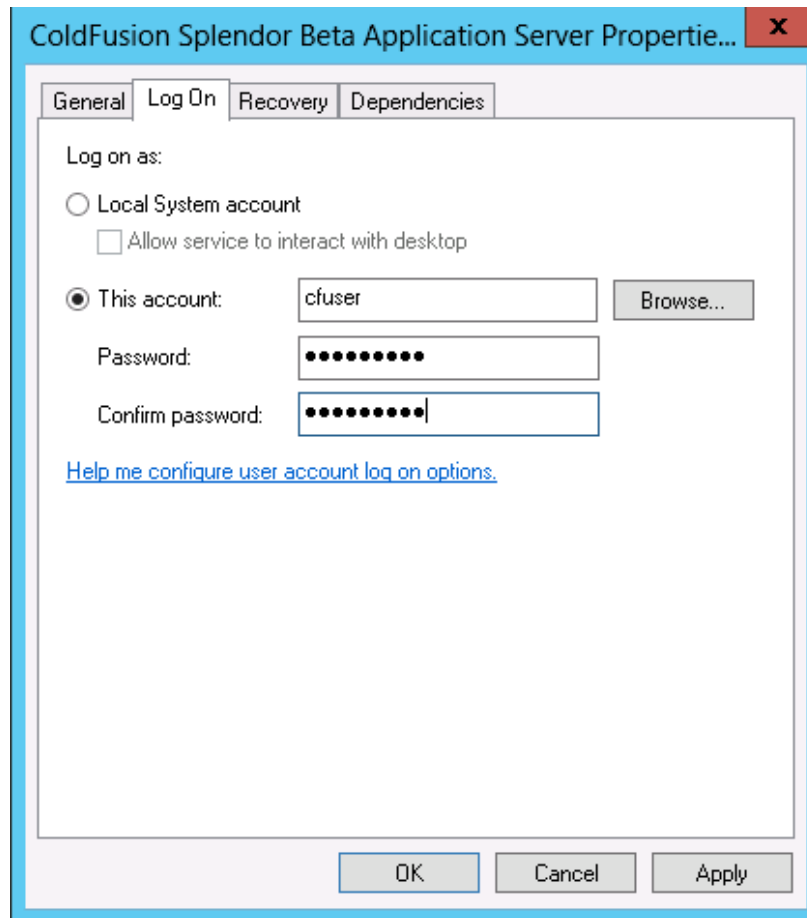 ColdFusion Splendor Beta Application Server Propertie... x
General Log On Recovery Dependencies
Log on as:
Local System account
Allow service to interact with desktop
This account: cfuser Browse...
Password: ●●●●●●●●●
Confirm password: ●●●●●●●●●
Help me configure user account log on options.
OK Cancel Apply